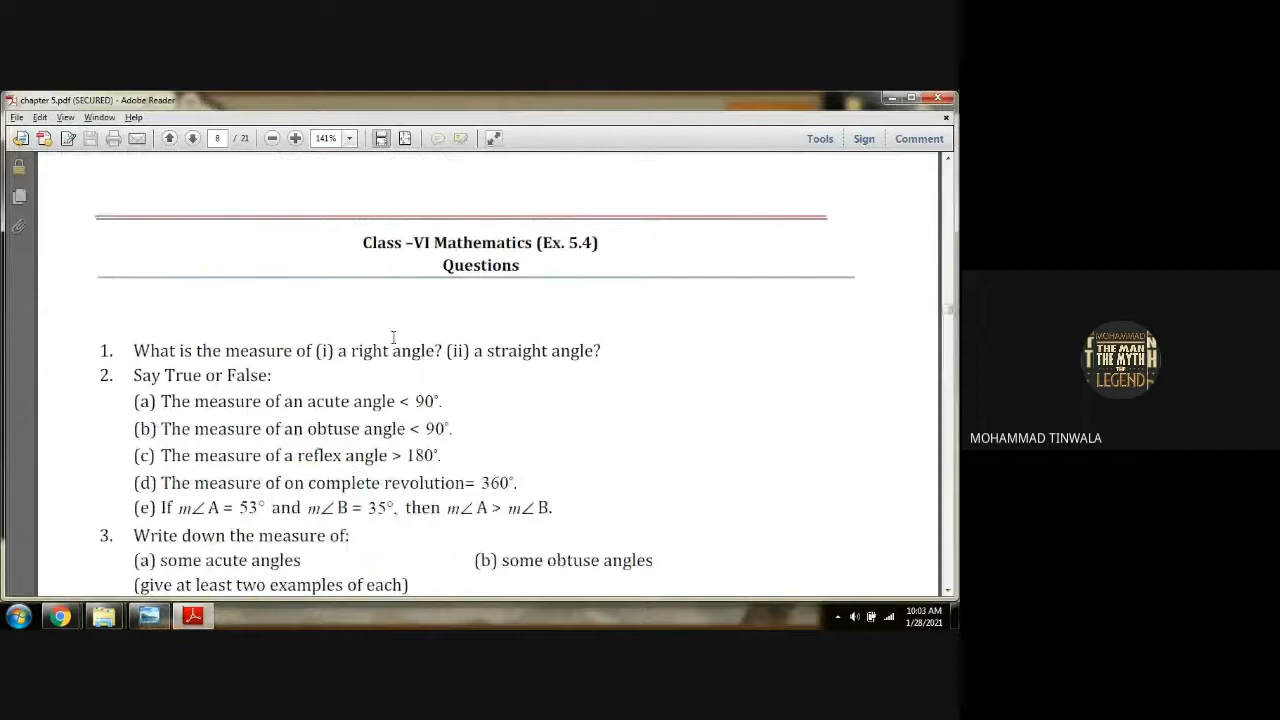 chapter 5.pdf (SECURED) - Adobe Reader
File Edit View Window Help
8 / 21 141% Tools Sign Comment
Class –VI Mathematics (Ex. 5.4)
Questions
1. What is the measure of (i) a right angle? (ii) a straight angle?
2. Say True or False:
(a) The measure of an acute angle < 90°.
(b) The measure of an obtuse angle < 90°.
(c) The measure of a reflex angle > 180°.
(d) The measure of on complete revolution= 360°.
(e) If m∠A = 53° and m∠B = 35°, then m∠A > m∠B.
3. Write down the measure of:
(a) some acute angles (b) some obtuse angles
(give at least two examples of each)
10:03 AM
1/28/2021
MOHAMMAD
THE MAN
THE MYTH
THE
LEGEND
MOHAMMAD TINWALA